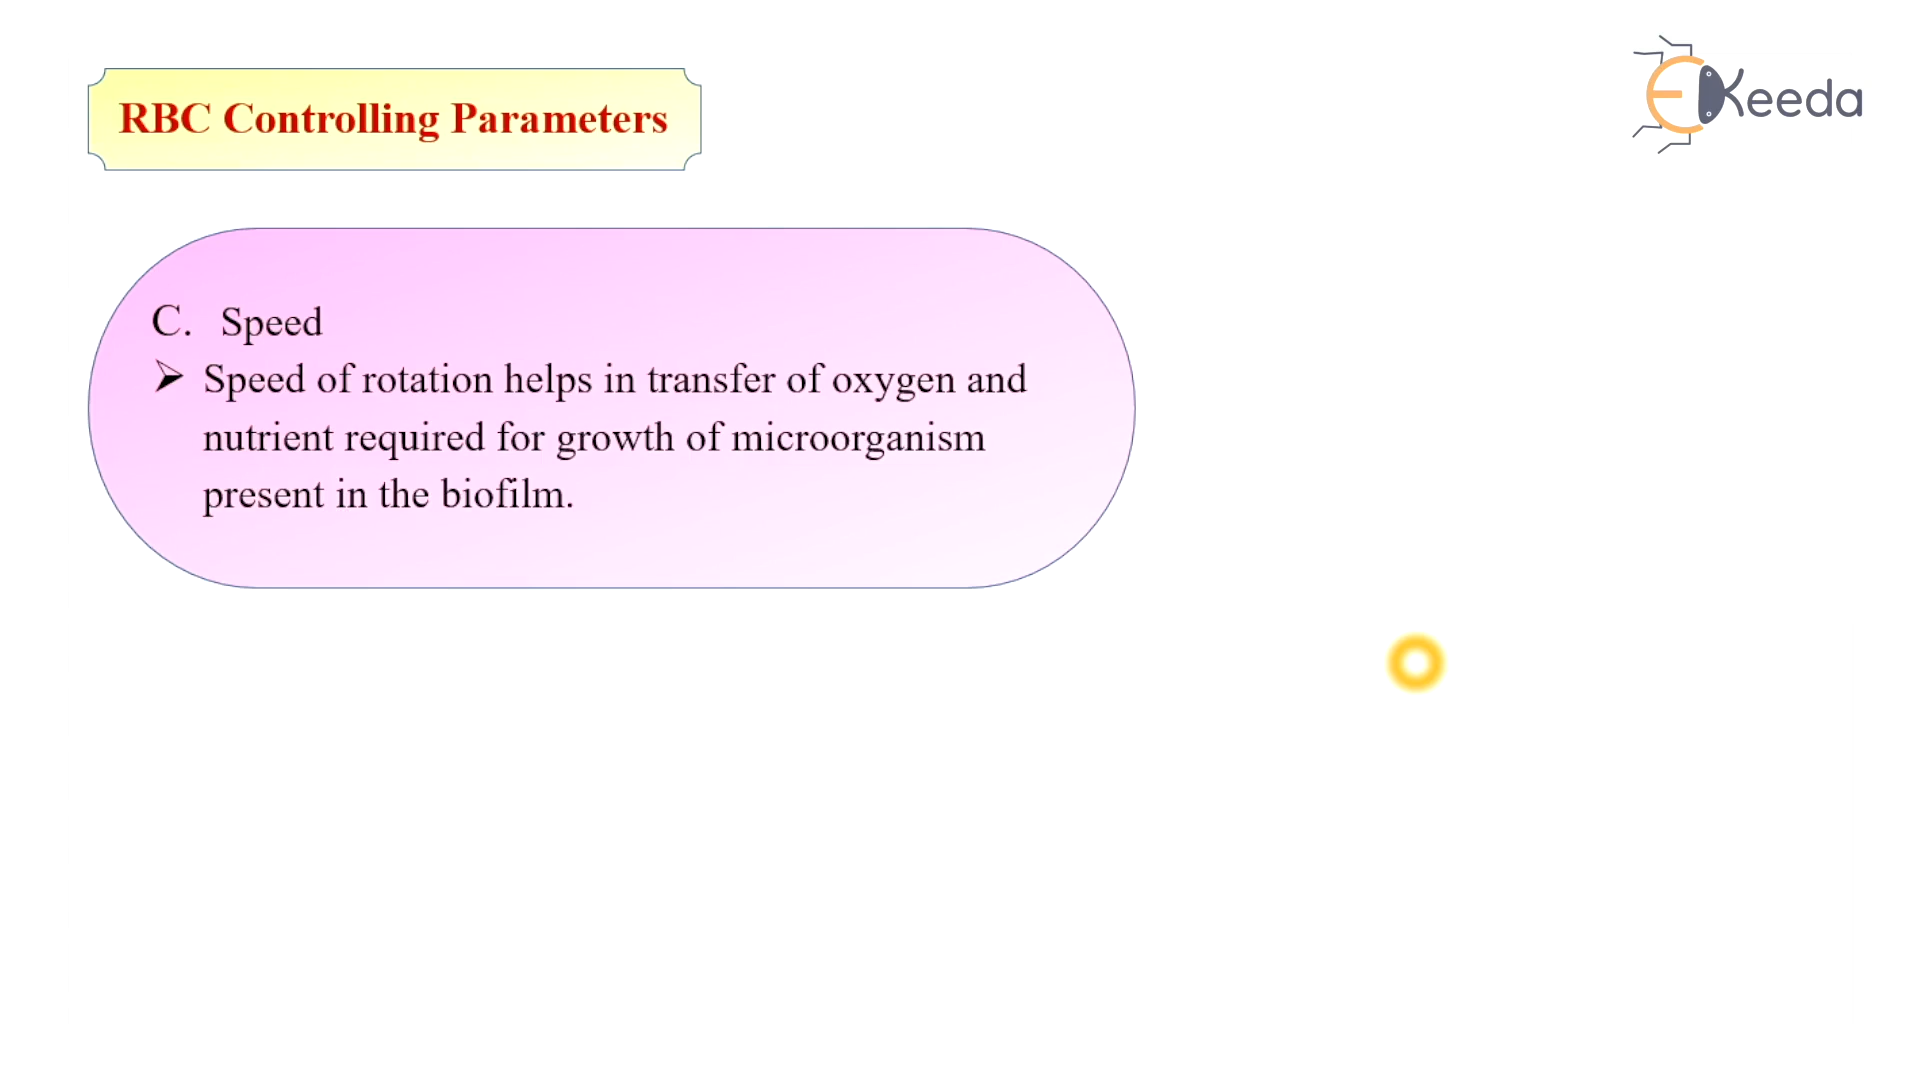 RBC Controlling Parameters
EKeeda
C. Speed
➢ Speed of rotation helps in transfer of oxygen and
nutrient required for growth of microorganism
present in the biofilm.